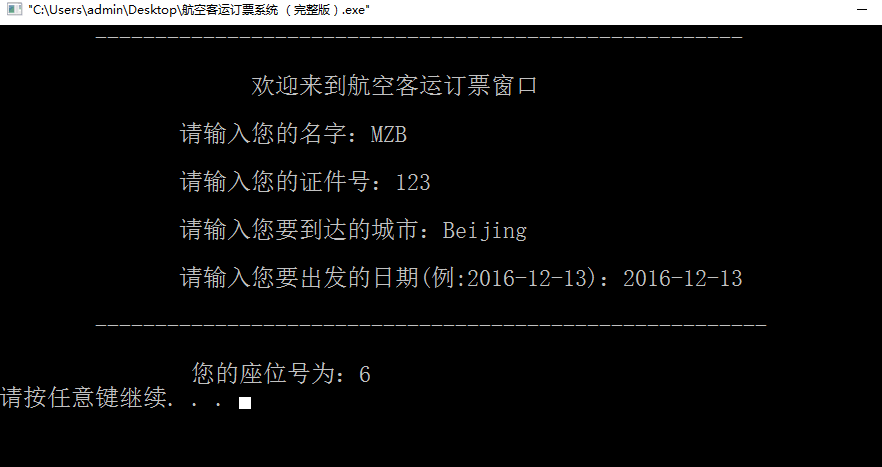 "C:\Users\admin\Desktop\航空客运订票系统 (完整版).exe"
------------------------------------------------------
欢迎来到航空客运订票窗口
请输入您的名字：MZB
请输入您的证件号：123
请输入您要到达的城市：Beijing
请输入您要出发的日期(例:2016-12-13)：2016-12-13
--------------------------------------------------------
您的座位号为：6
请按任意键继续. . .